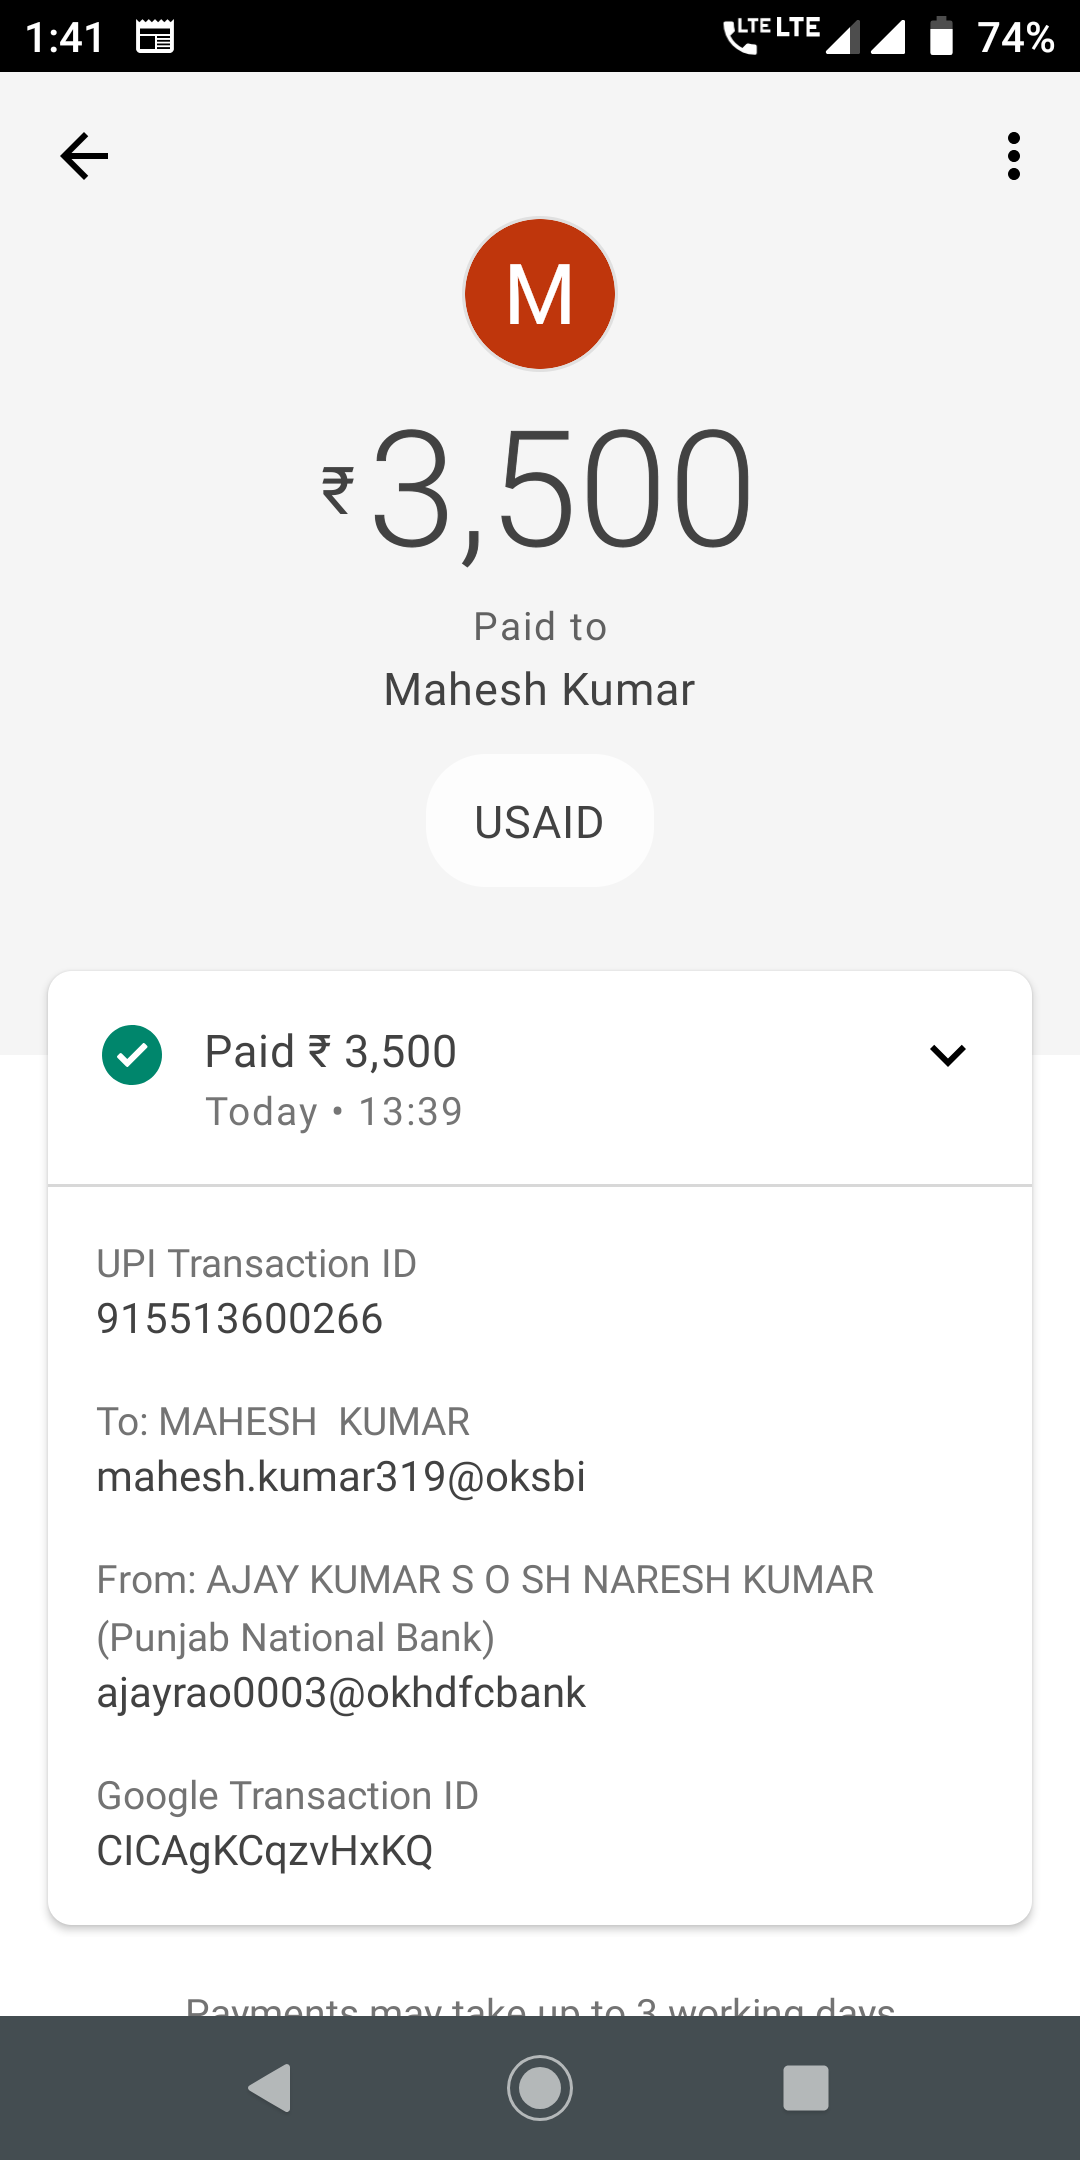 1:41 LTE LTE 74%
M
₹3,500
Paid to
Mahesh Kumar
USAID
Paid ₹ 3,500
Today • 13:39
UPI Transaction ID
915513600266
To: MAHESH  KUMAR
mahesh.kumar319@oksbi
From: AJAY KUMAR S O SH NARESH KUMAR
(Punjab National Bank)
ajayrao0003@okhdfcbank
Google Transaction ID
CICAgKCqzvHxKQ
Payments may take up to 3 working days